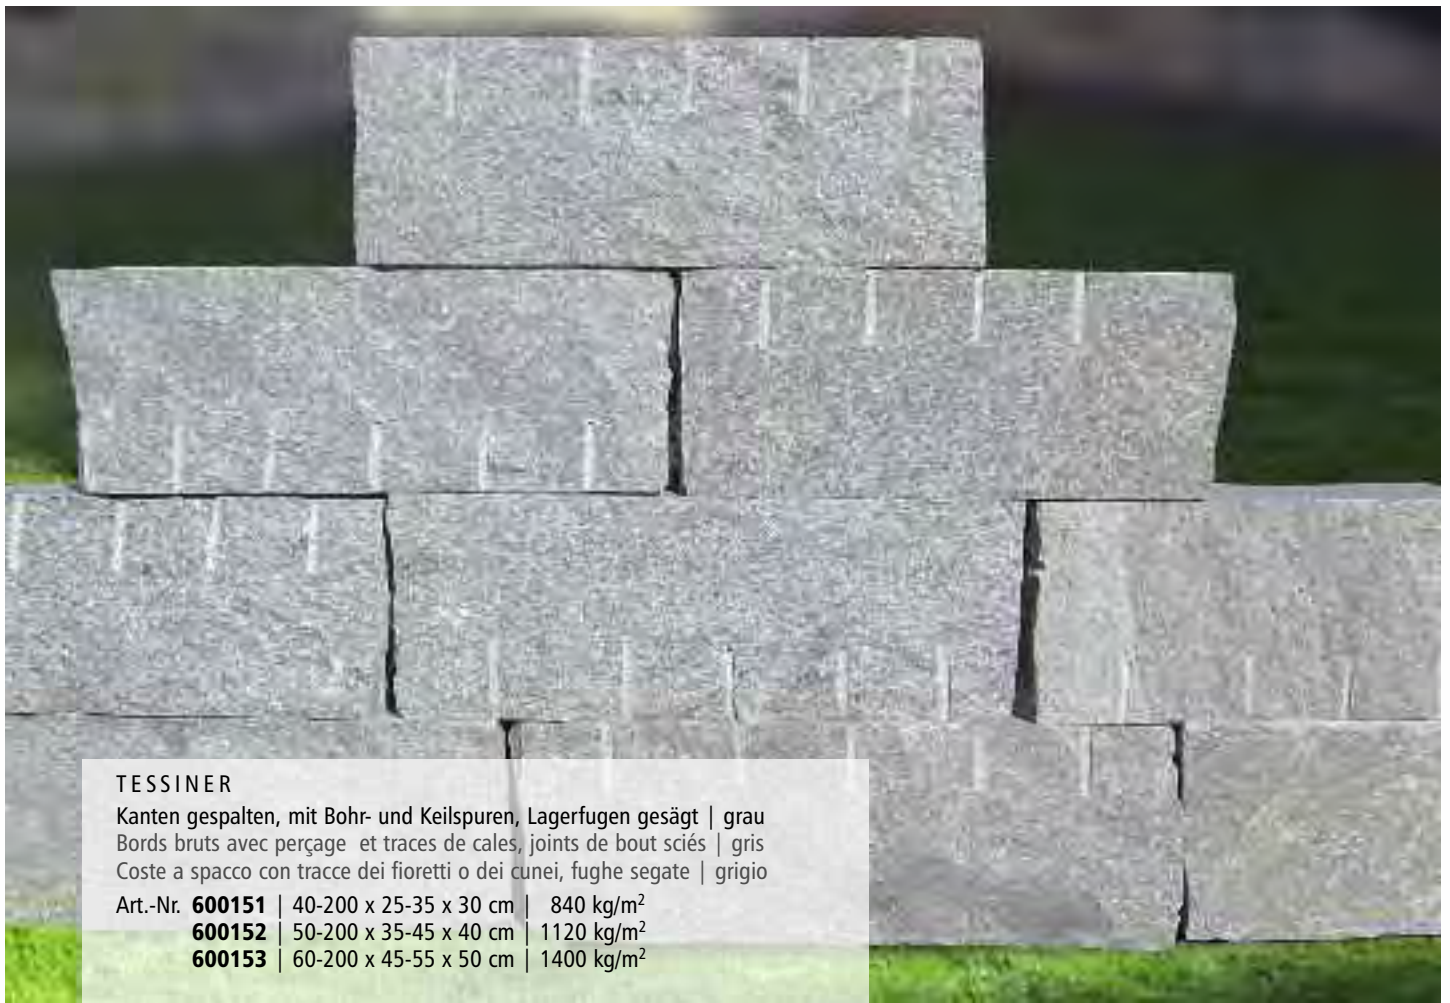 TESSINER
Kanten gespalten, mit Bohr- und Keilspuren, Lagerfugen gesägt | grau
Bords bruts avec perçage et traces de cales, joints de bout sciés | gris
Coste a spacco con tracce dei fioretti o dei cunei, fughe segate | grigio
Art.-Nr. 600151 | 40-200 x 25-35 x 30 cm | 840 kg/m²
600152 | 50-200 x 35-45 x 40 cm | 1120 kg/m²
600153 | 60-200 x 45-55 x 50 cm | 1400 kg/m²